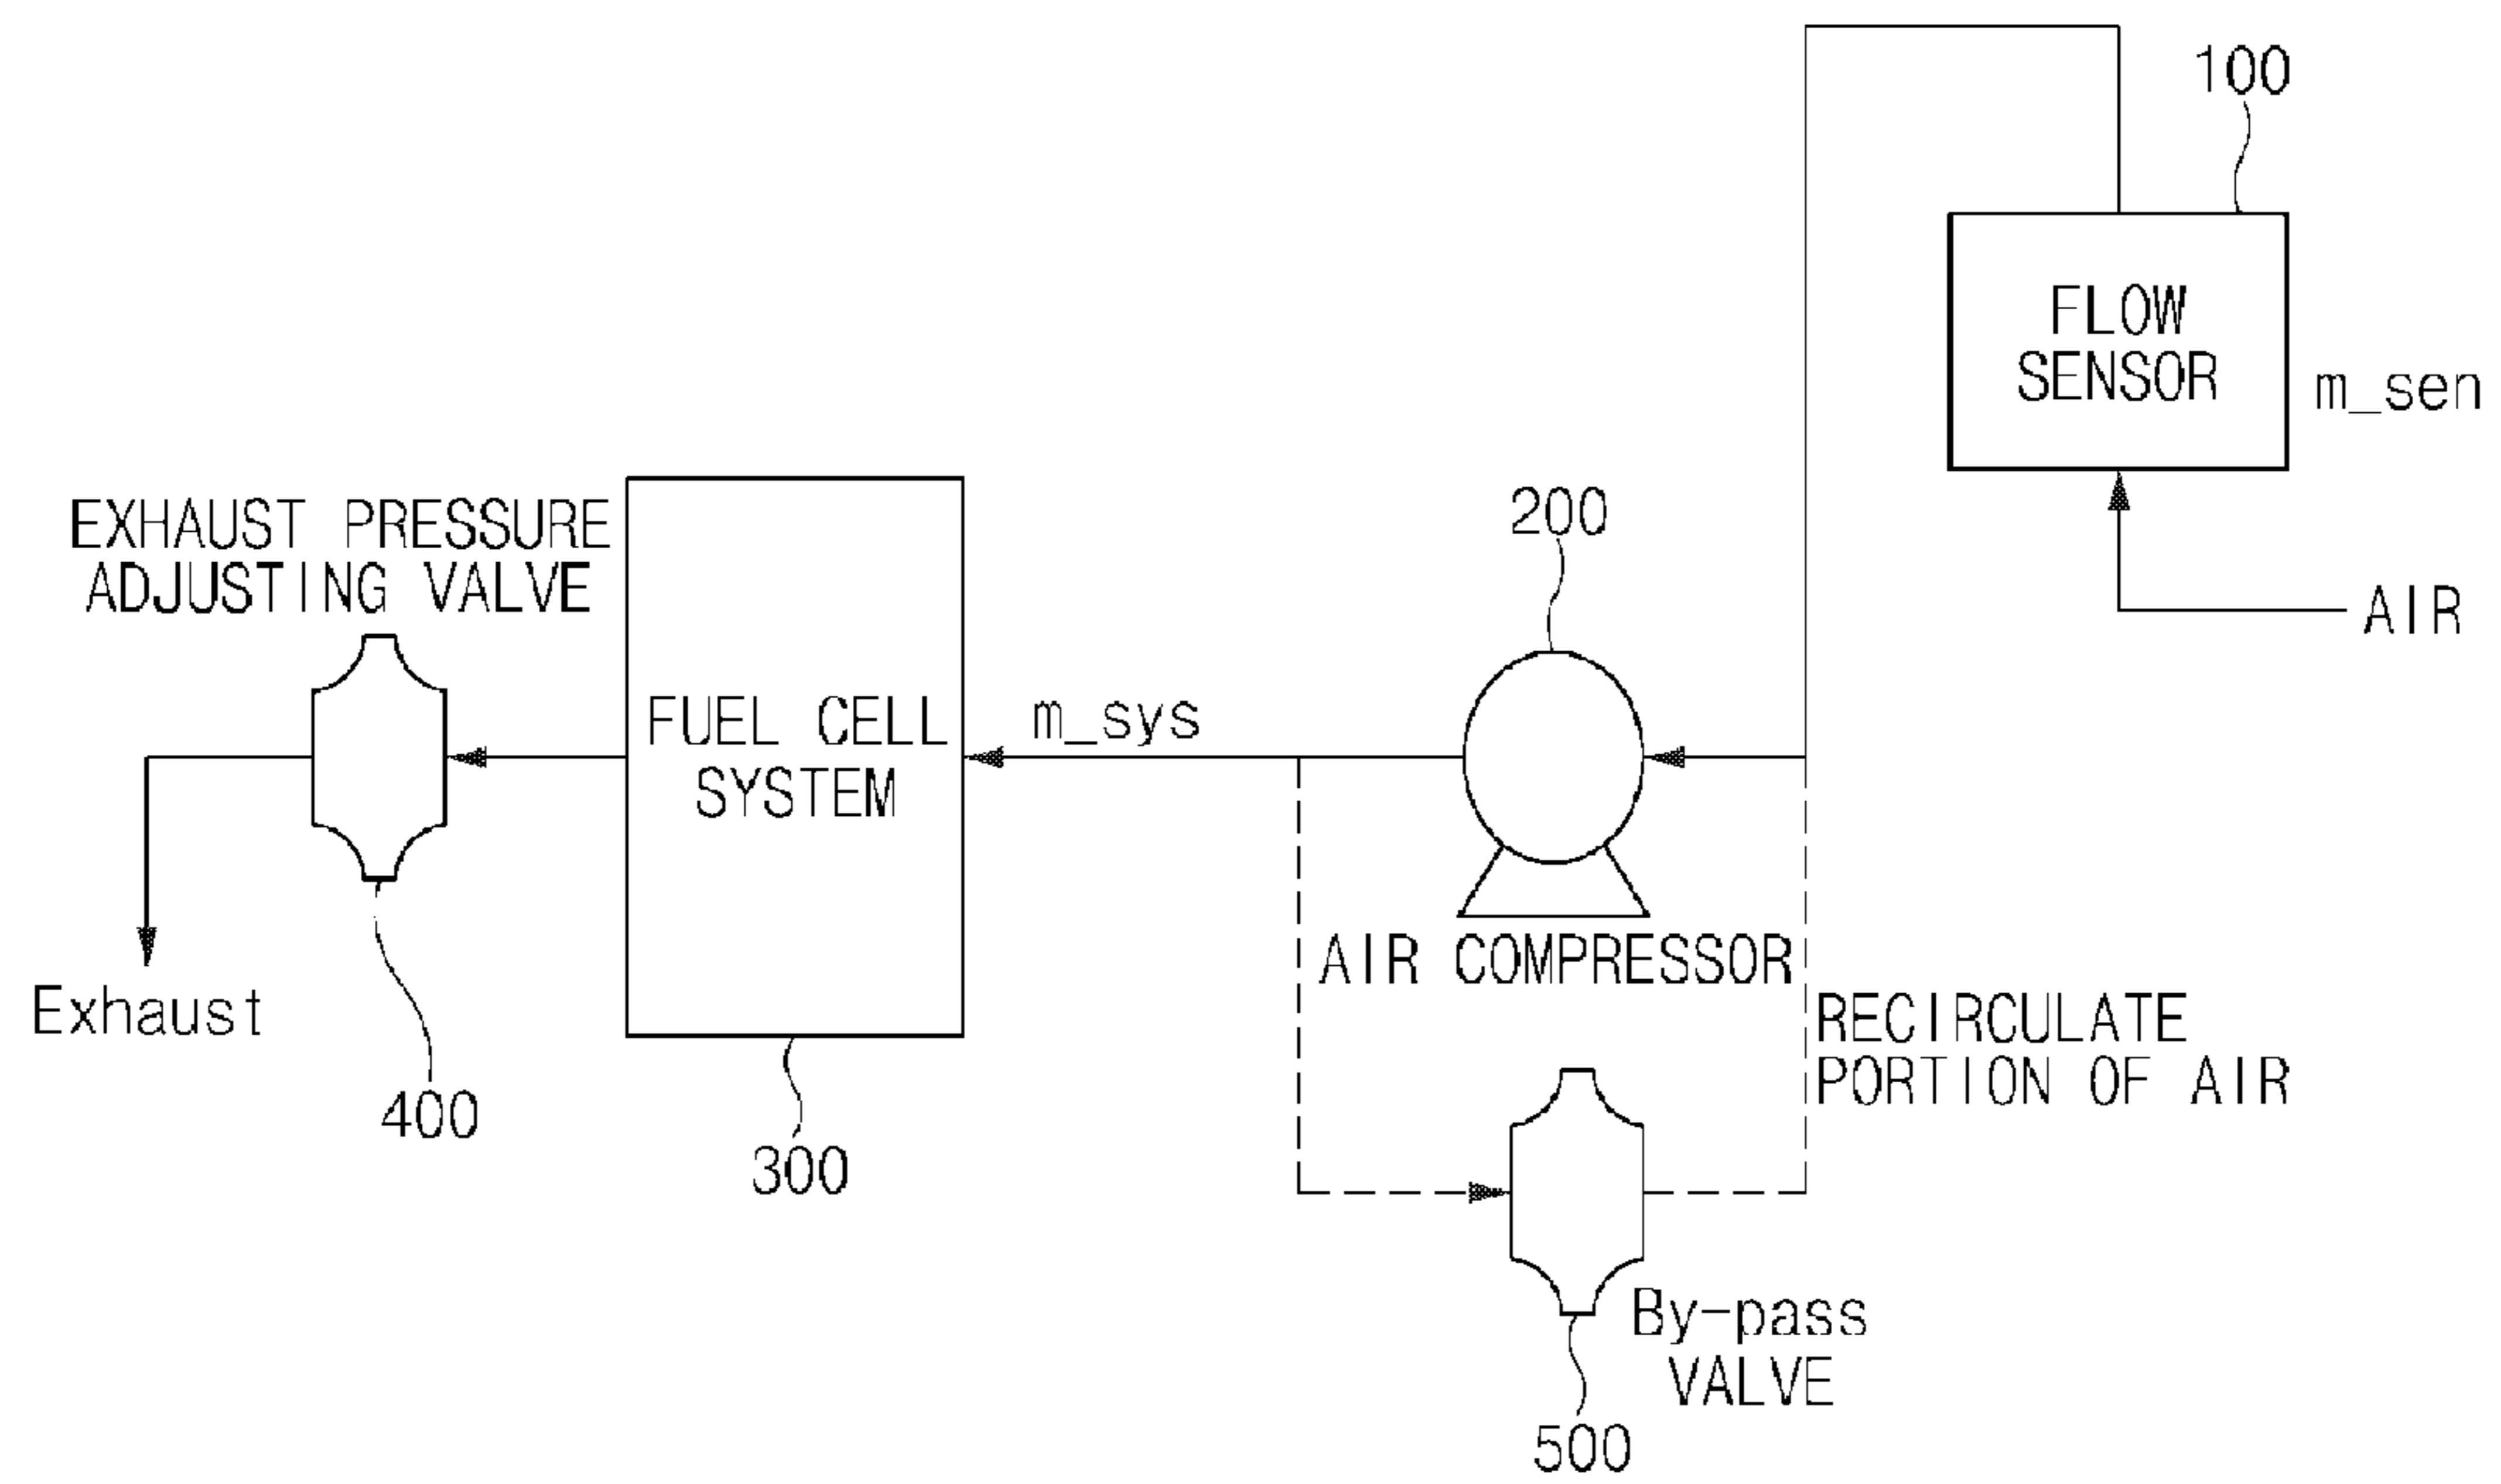 100
FLOW
SENSOR
m_sen
AIR
200
EXHAUST PRESSURE
ADJUSTING VALVE
FUEL CELL
SYSTEM
m_sys
AIR COMPRESSOR
Exhaust
RECIRCULATE
PORTION OF AIR
400
300
By-pass
VALVE
500